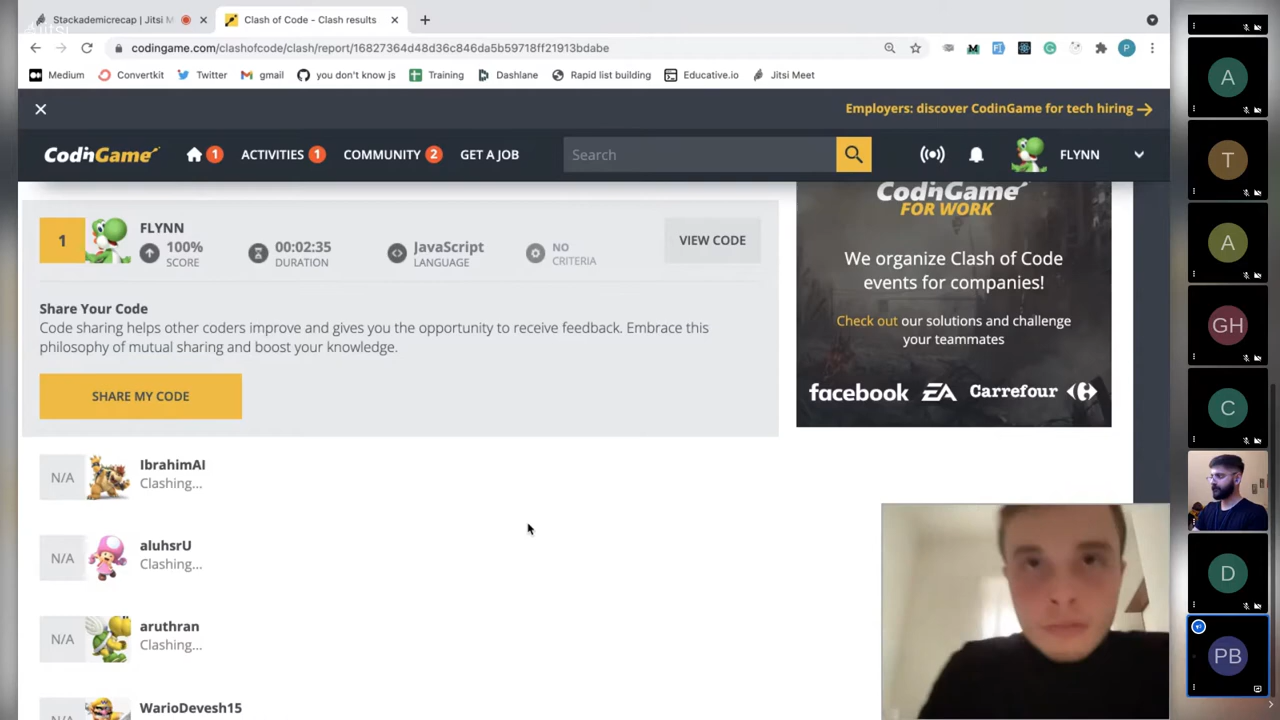 Stackademicrecap | Jitsi M
Clash of Code - Clash results
codingame.com/clashofcode/clash/report/16827364d48d36c846da5b59718ff21913bdabe
Medium
Convertkit
Twitter
gmail
you don't know js
Training
Dashlane
Rapid list building
Educative.io
Jitsi Meet
P
Employers: discover CodinGame for tech hiring
CODINGAME
1
ACTIVITIES 1
COMMUNITY 2
GET A JOB
Search
FLYNN
1
FLYNN
100%
SCORE
00:02:35
DURATION
JavaScript
LANGUAGE
NO
CRITERIA
VIEW CODE
Share Your Code
Code sharing helps other coders improve and gives you the opportunity to receive feedback. Embrace this
philosophy of mutual sharing and boost your knowledge.
SHARE MY CODE
N/A
IbrahimAI
Clashing...
N/A
aluhsrU
Clashing...
N/A
aruthran
Clashing...
N/A
WarioDevesh15
CODINGAME
FOR WORK
We organize Clash of Code
events for companies!
Check out our solutions and challenge
your teammates
facebook
EA
Carrefour
A
T
A
GH
C
D
PB